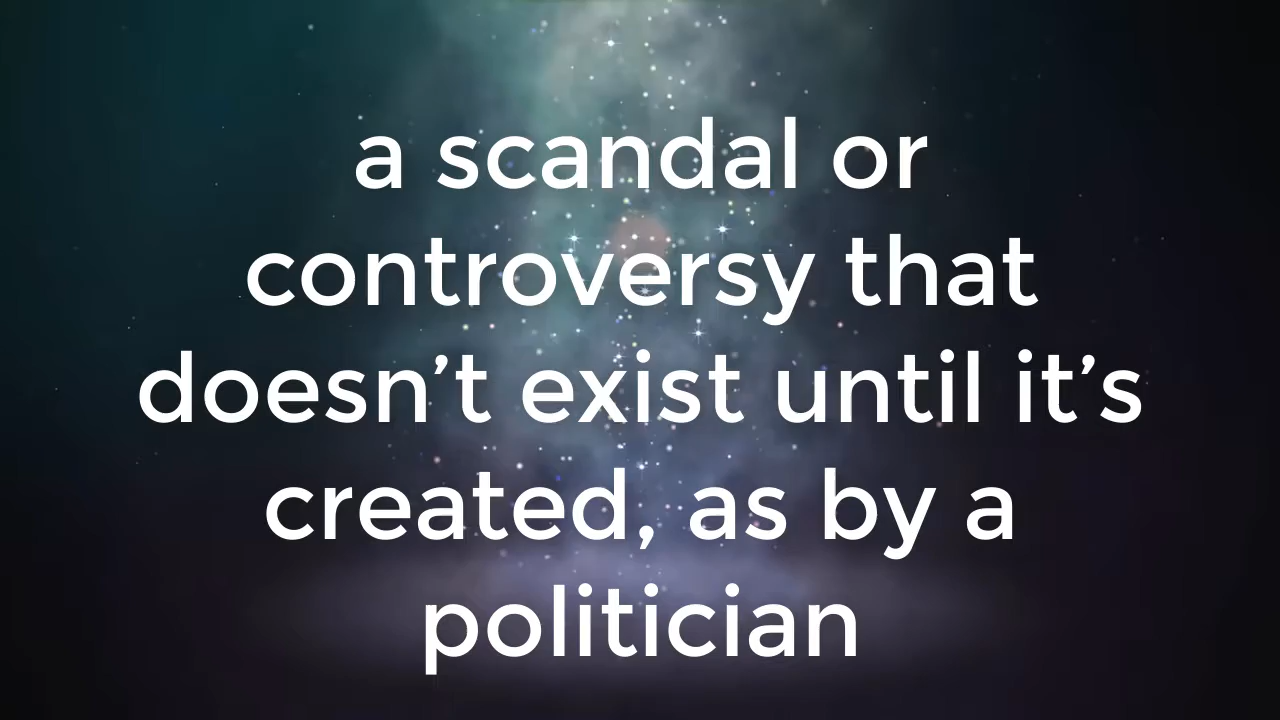 a scandal or
controversy that
doesn’t exist until it’s
created, as by a
politician